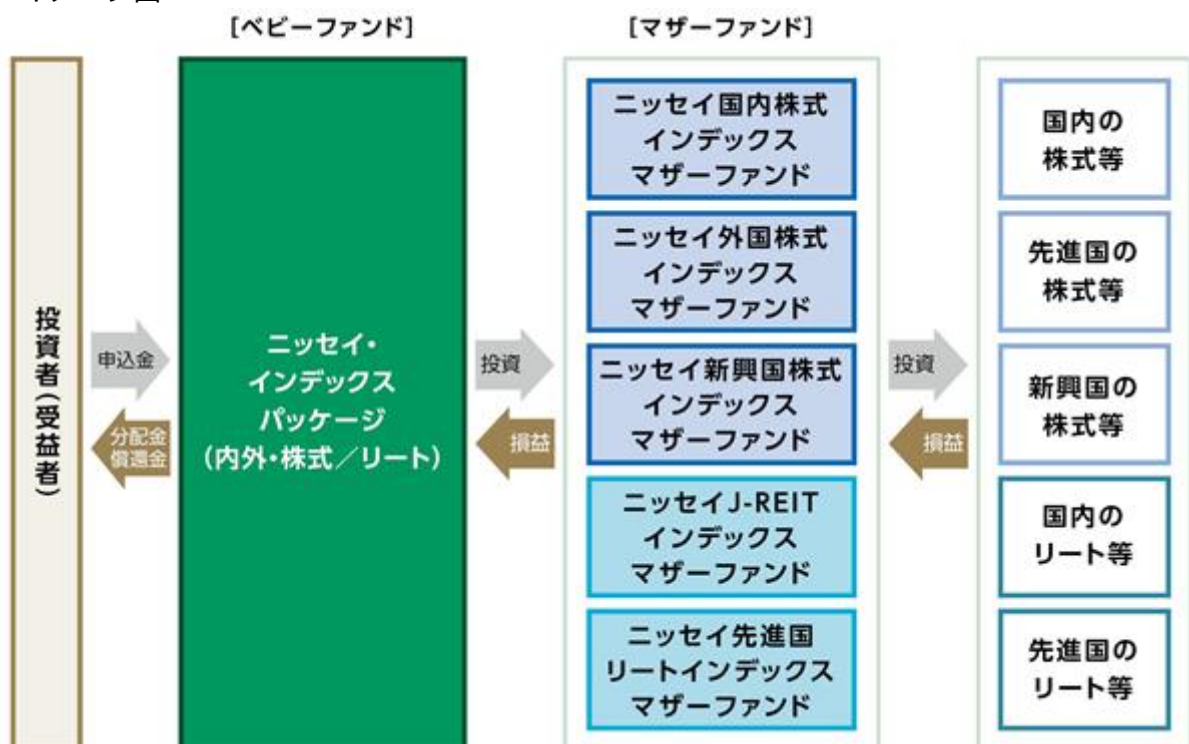 [ベビーファンド]
[マザーファンド]
投資者(受益者)
申込金
分配金
償還金
ニッセイ・
インデックス
パッケージ
(内外・株式／リート)
投資
損益
ニッセイ国内株式
インデックス
マザーファンド
ニッセイ外国株式
インデックス
マザーファンド
ニッセイ新興国株式
インデックス
マザーファンド
ニッセイJ-REIT
インデックス
マザーファンド
ニッセイ先進国
リートインデックス
マザーファンド
投資
損益
国内の
株式等
先進国の
株式等
新興国の
株式等
国内の
リート等
先進国の
リート等